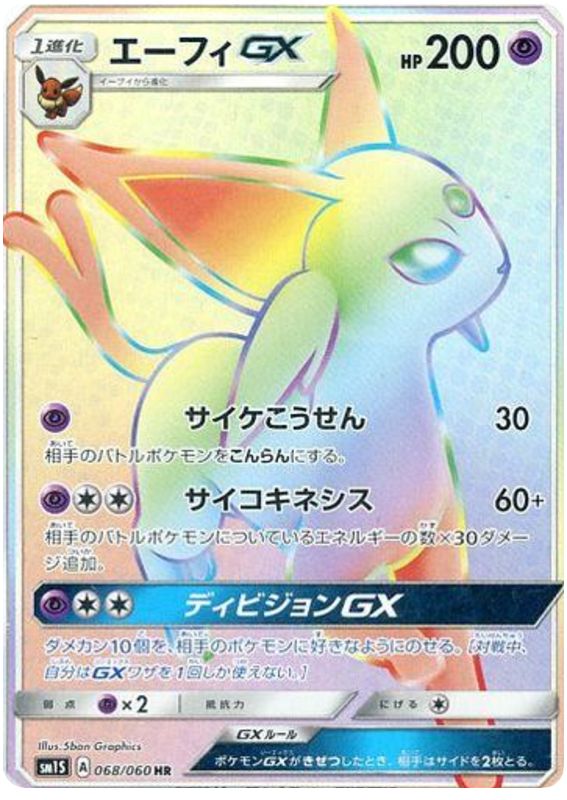 1進化 エーフィGX HP200
イーブイから進化
サイケこうせん 30
相手のバトルポケモンをこんらんにする。
サイコキネシス 60+
相手のバトルポケモンについているエネルギーの数×30ダメー
ジ追加。
ディビジョンGX
ダメカン10個を、相手のポケモンに好きなようにのせる。[対戦中、
自分はGXワザを1回しか使えない。]
弱点 ×2 抵抗力 にげる
GXルール
Illus.5ban Graphics
ポケモンGXがきぜつしたとき、相手はサイドを2枚とる。
SM1S A 068/060 HR